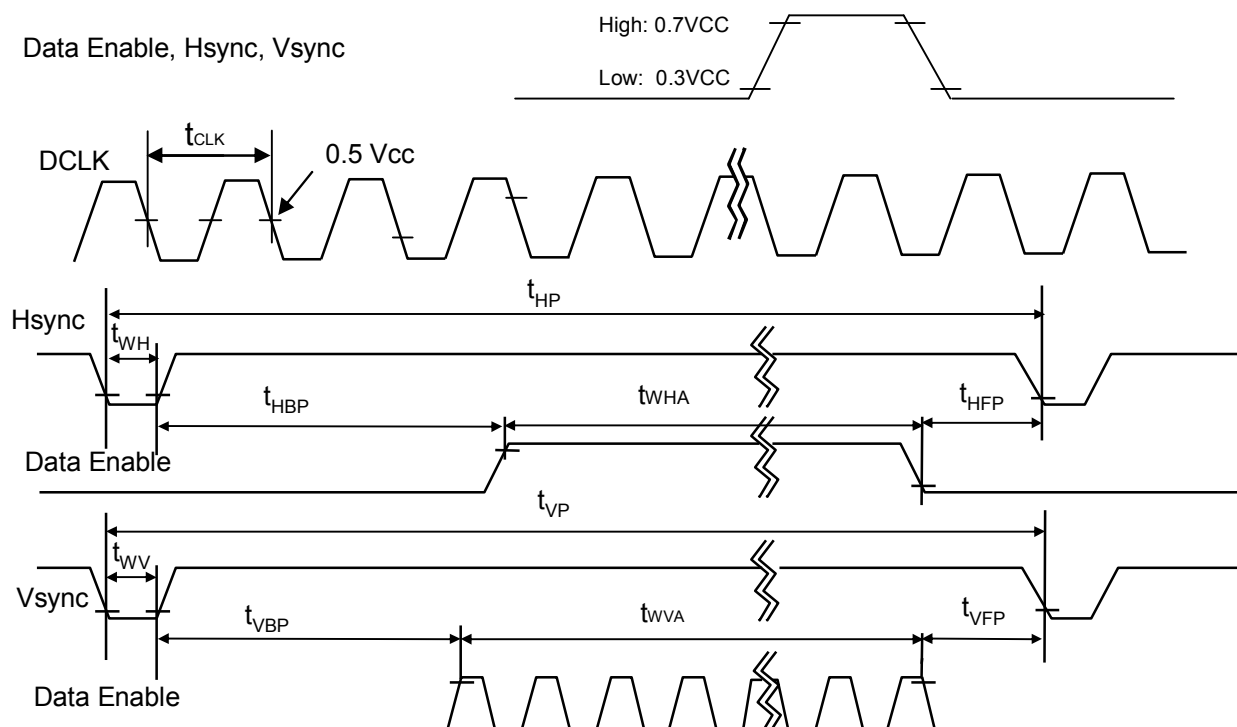 High: 0.7VCC
Data Enable, Hsync, Vsync
Low: 0.3VCC
tCLK
DCLK
0.5 Vcc
tHP
Hsync
tWH
tHBP
tWHA
tHFP
Data Enable
tVP
tWV
Vsync
tVBP
tWVA
tVFP
Data Enable